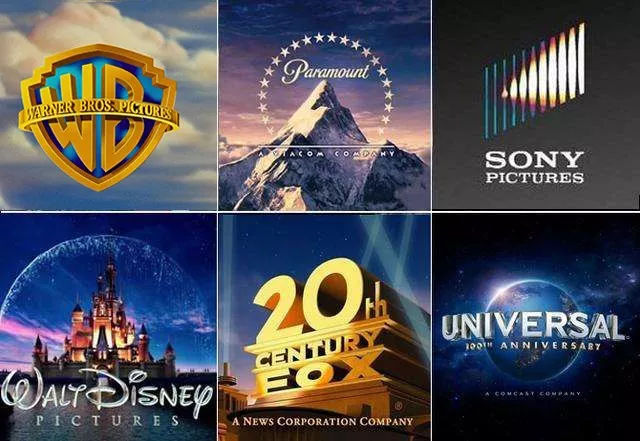 WB
WARNER BROS. PICTURES
Paramount
A VIACOM COMPANY
SONY
PICTURES
WALT DISNEY
PICTURES
20th
CENTURY
FOX
®
A NEWS CORPORATION COMPANY
UNIVERSAL
100TH ANNIVERSARY
A COMCAST COMPANY